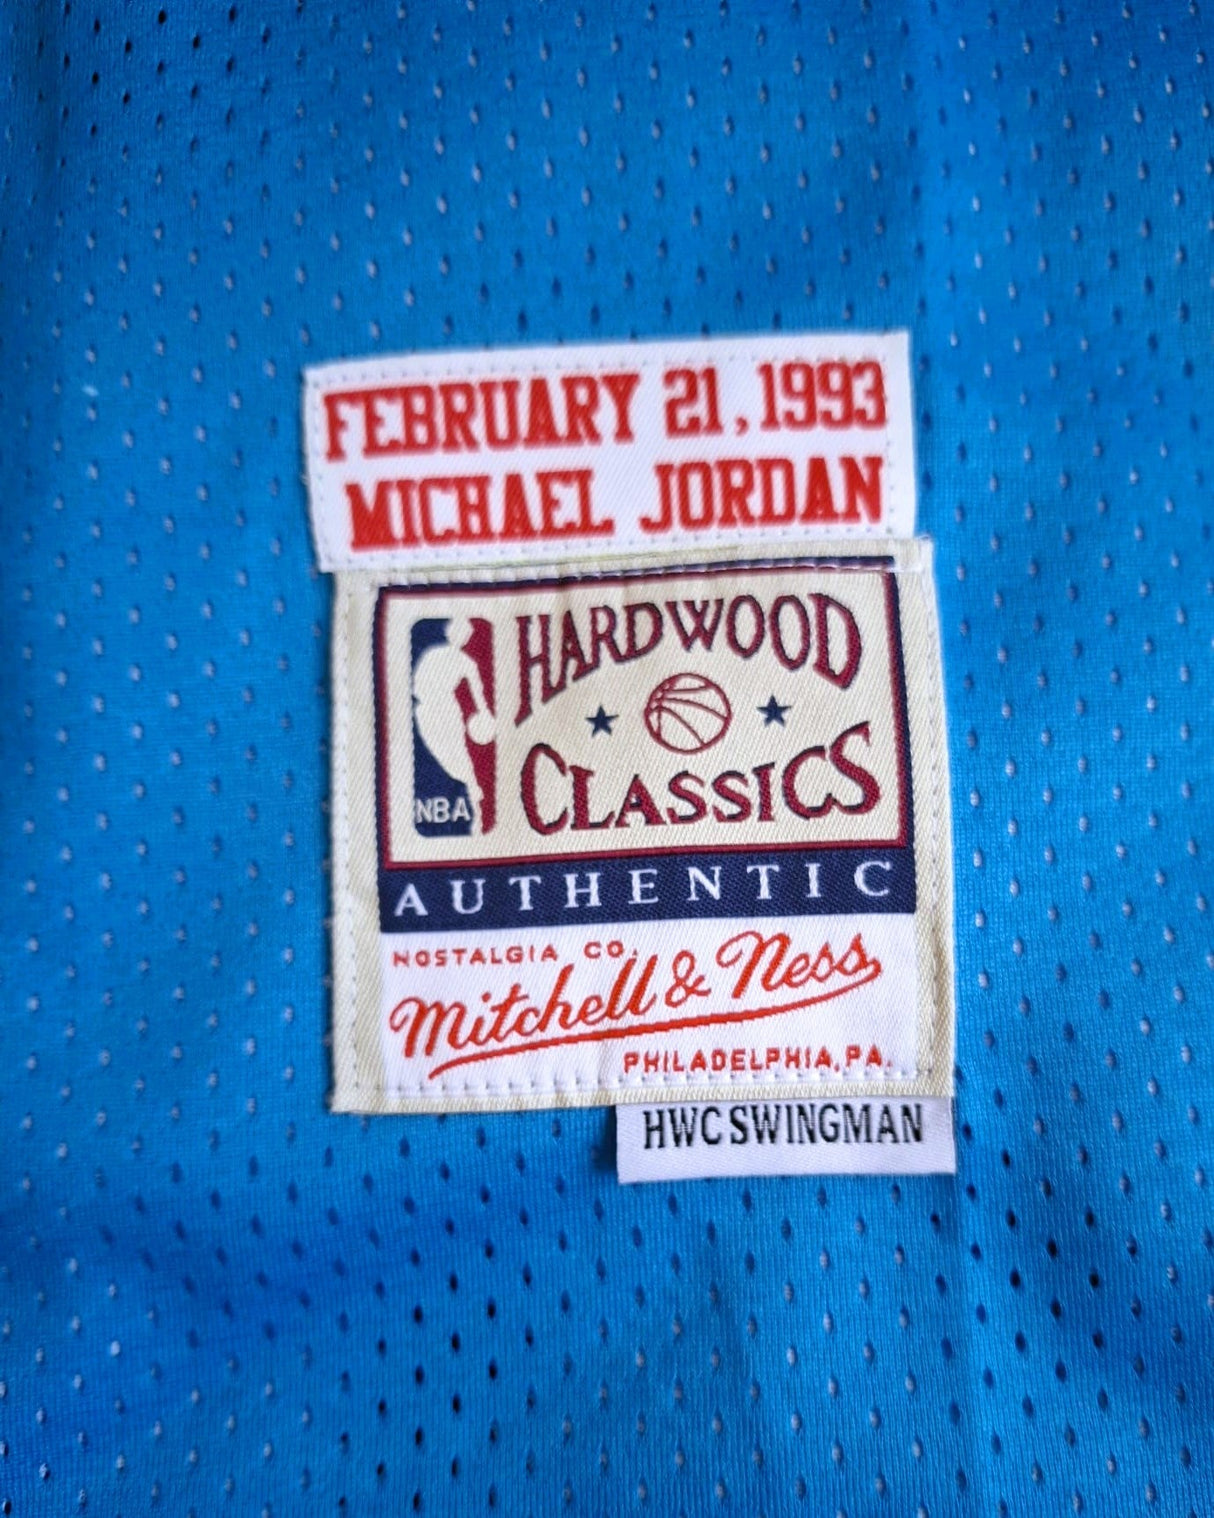 FEBRUARY 21, 1993
MICHAEL JORDAN
HARDWOOD
CLASSICS
NBA
AUTHENTIC
NOSTALGIA CO.
Mitchell & Ness
PHILADELPHIA, PA.
HWC SWINGMAN